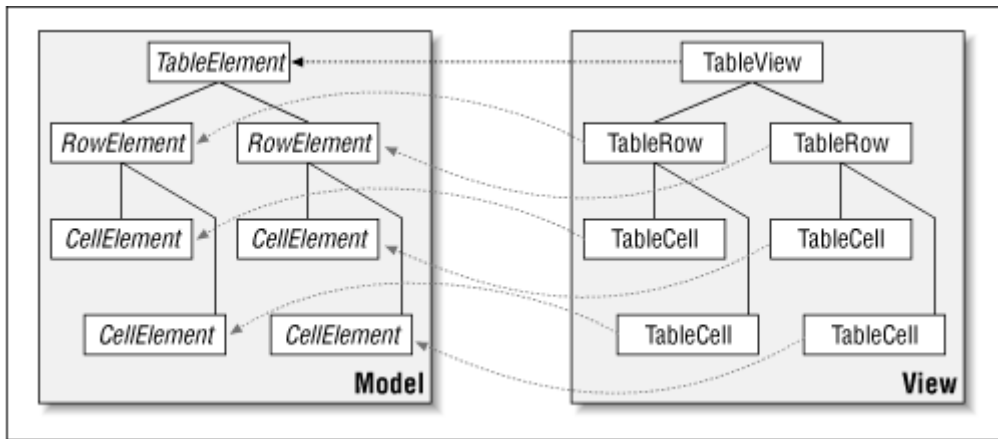 TableElement
TableView
RowElement
RowElement
TableRow
TableRow
CellElement
CellElement
TableCell
TableCell
CellElement
CellElement
TableCell
TableCell
Model
View